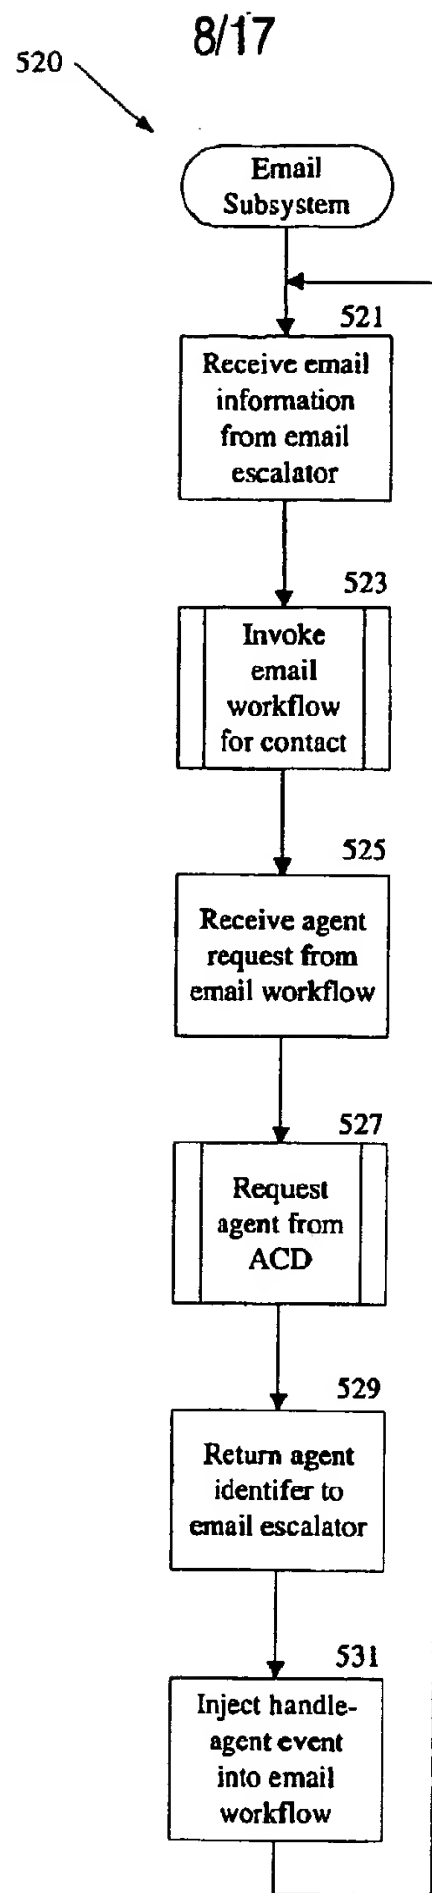 8/17
520
Email
Subsystem
521
Receive email
information
from email
escalator
523
Invoke
email
workflow
for contact
525
Receive agent
request from
email workflow
527
Request
agent from
ACD
529
Return agent
identifer to
email escalator
531
Inject handle-
agent event
into email
workflow